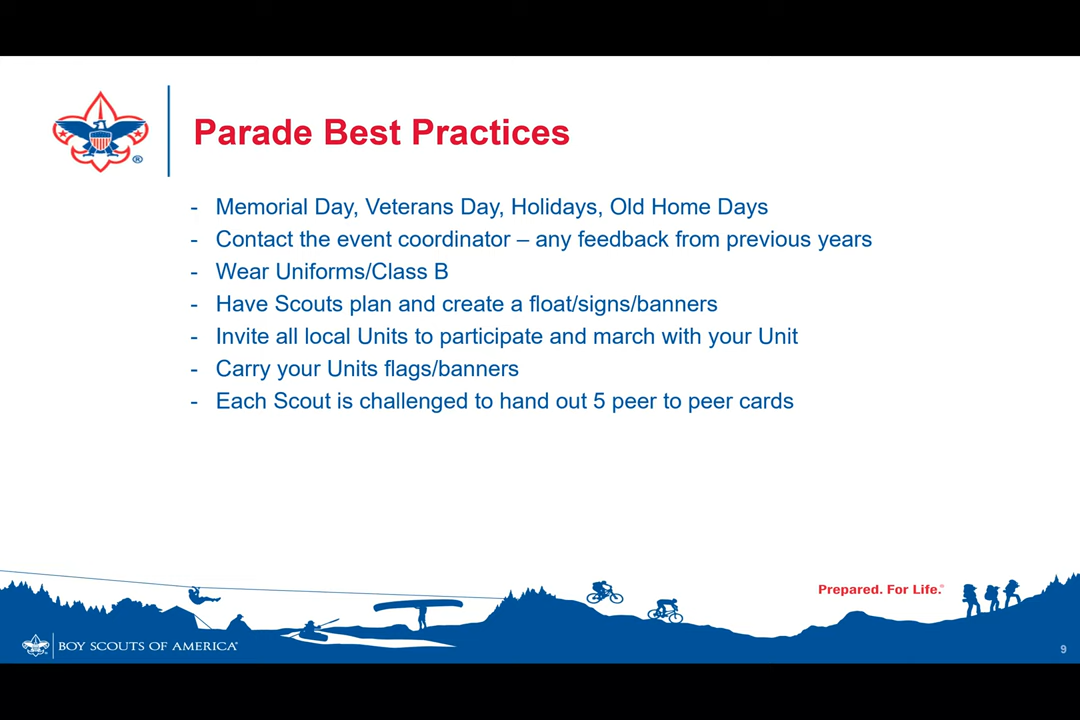 Parade Best Practices
- Memorial Day, Veterans Day, Holidays, Old Home Days
- Contact the event coordinator – any feedback from previous years
- Wear Uniforms/Class B
- Have Scouts plan and create a float/signs/banners
- Invite all local Units to participate and march with your Unit
- Carry your Units flags/banners
- Each Scout is challenged to hand out 5 peer to peer cards
Prepared. For Life.®
BOY SCOUTS OF AMERICA®
9